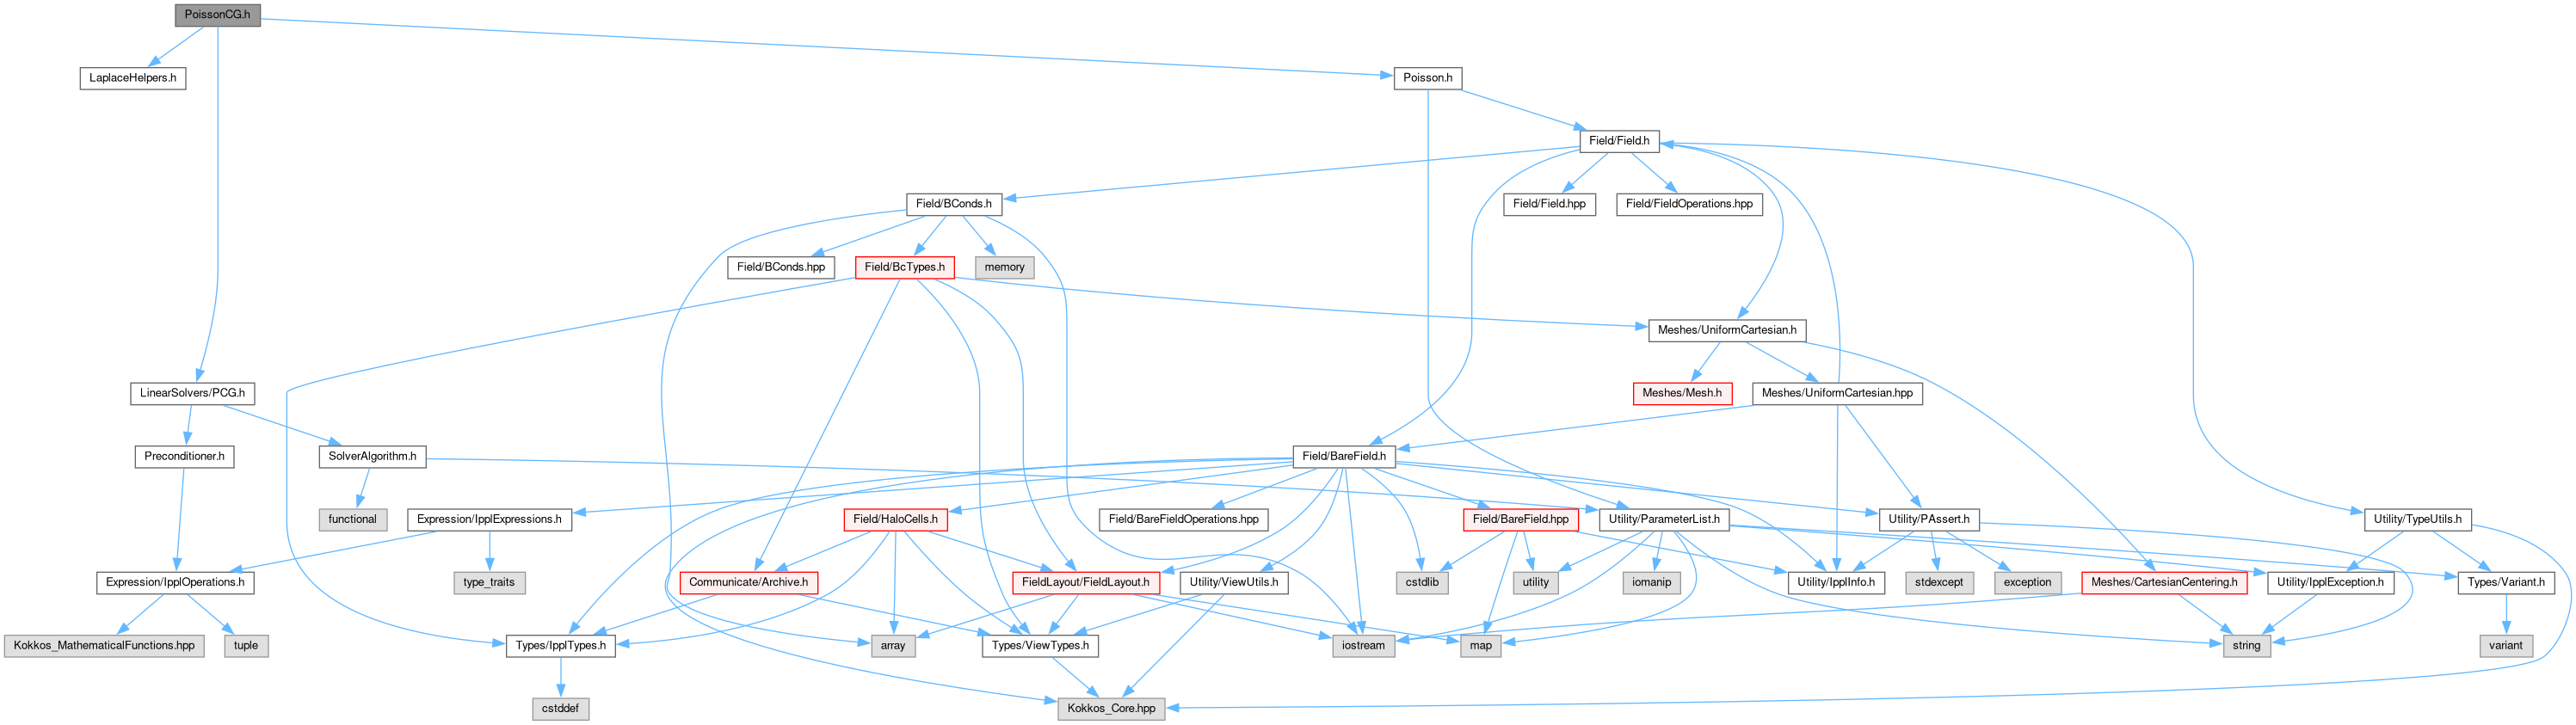 PoissonCG.h
LaplaceHelpers.h
Poisson.h
Field/Field.h
Field/BConds.h
Field/Field.hpp
Field/FieldOperations.hpp
Field/BConds.hpp
Field/BcTypes.h
memory
Meshes/UniformCartesian.h
LinearSolvers/PCG.h
Meshes/Mesh.h
Meshes/UniformCartesian.hpp
Preconditioner.h
SolverAlgorithm.h
Field/BareField.h
functional
Expression/IpplExpressions.h
Field/HaloCells.h
Field/BareFieldOperations.hpp
Field/BareField.hpp
Utility/ParameterList.h
Utility/PAssert.h
Utility/TypeUtils.h
Expression/IpplOperations.h
type_traits
Communicate/Archive.h
FieldLayout/FieldLayout.h
Utility/ViewUtils.h
cstdlib
utility
iomanip
Utility/IpplInfo.h
stdexcept
exception
Meshes/CartesianCentering.h
Utility/IpplException.h
Types/Variant.h
Kokkos_MathematicalFunctions.hpp
tuple
Types/IpplTypes.h
array
Types/ViewTypes.h
iostream
map
string
variant
cstddef
Kokkos_Core.hpp